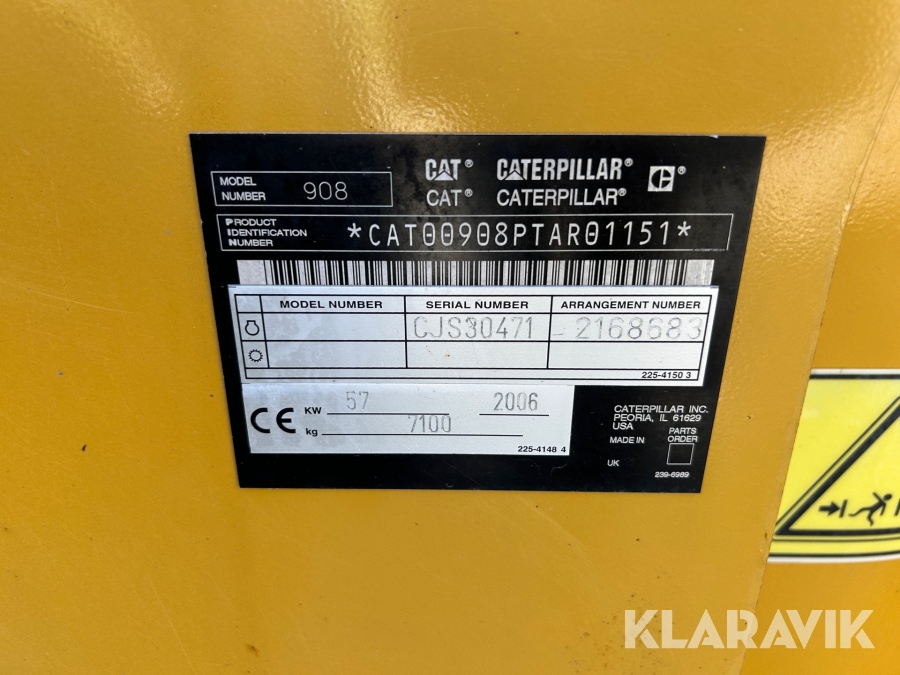 CAT® CATERPILLAR® C®
MODEL NUMBER 908 CAT® CATERPILLAR®
PRODUCT IDENTIFICATION NUMBER *CAT00908PTAR01151*
MODEL NUMBER SERIAL NUMBER ARRANGEMENT NUMBER
CJS30471 2168683
225-4150 3
CE KW 57 2006
kg 7100
225-4148 4
CATERPILLAR INC.
PEORIA, IL 61629
USA
MADE IN PARTS ORDER
UK
239-6989
KLARAVIK